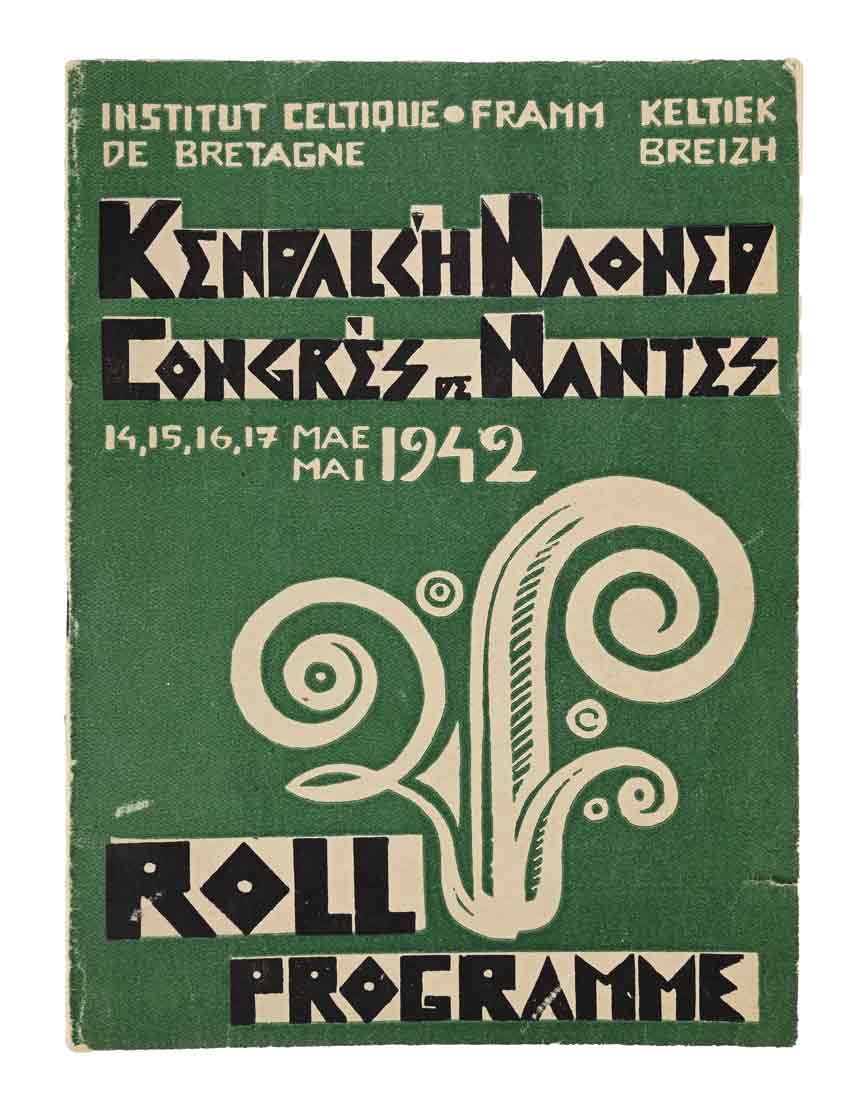 INSTITUT CELTIQUE • FRAMM KELTIEK
DE BRETAGNE BREIZH
KENDALC'H NAONED
CONGRÈS DE NANTES
14, 15, 16, 17 MAE
MAI 1942
ROLL
PROGRAMME